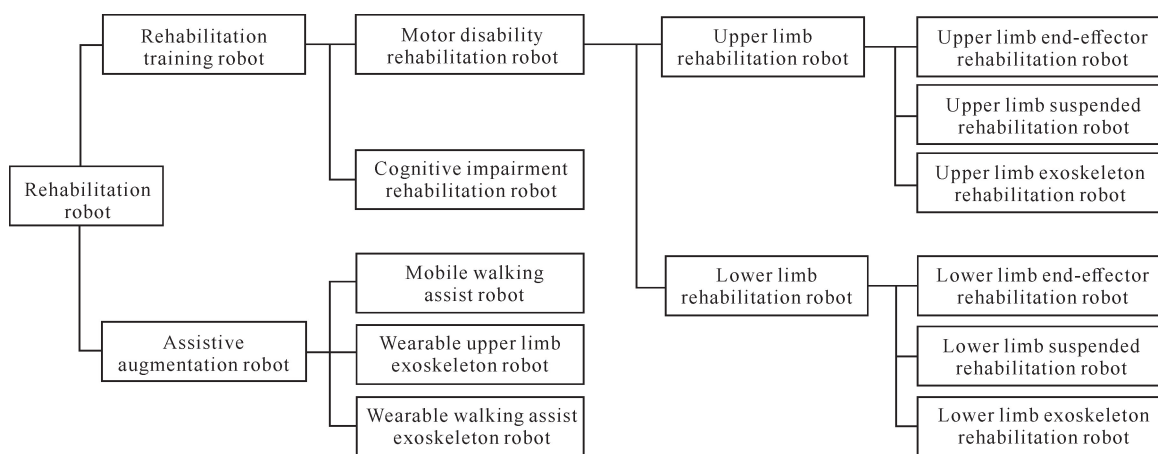 Rehabilitation
robot
Rehabilitation
training robot
Assistive
augmentation robot
Motor disability
rehabilitation robot
Cognitive impairment
rehabilitation robot
Mobile walking
assist robot
Wearable upper limb
exoskeleton robot
Wearable walking assist
exoskeleton robot
Upper limb
rehabilitation robot
Lower limb
rehabilitation robot
Upper limb end-effector
rehabilitation robot
Upper limb suspended
rehabilitation robot
Upper limb exoskeleton
rehabilitation robot
Lower limb end-effector
rehabilitation robot
Lower limb suspended
rehabilitation robot
Lower limb exoskeleton
rehabilitation robot